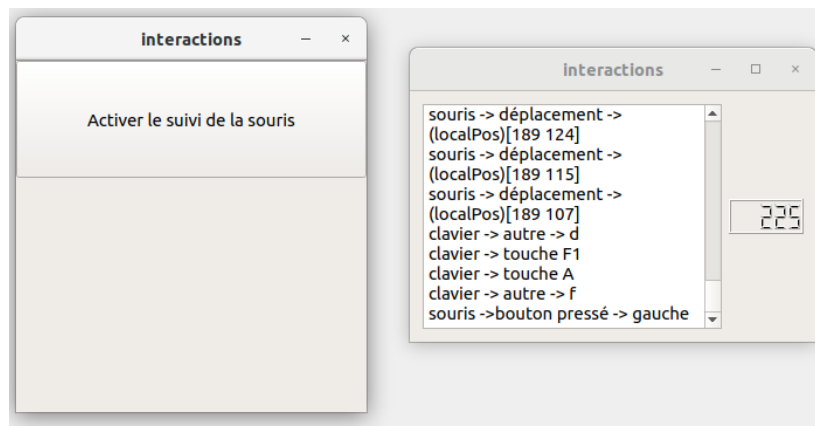 interactions
Activer le suivi de la souris
interactions
souris -> déplacement ->
(localPos)[189 124]
souris -> déplacement ->
(localPos)[189 115]
souris -> déplacement ->
(localPos)[189 107]
clavier -> autre -> d
clavier -> touche F1
clavier -> touche A
clavier -> autre -> f
souris ->bouton pressé -> gauche
225